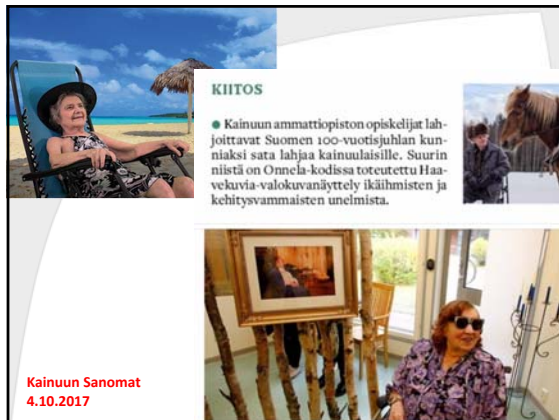 KIITOS
● Kainuun ammattiopiston opiskelijat lah-
joittavat Suomen 100-vuotisjuhlan kun-
niaksi sata lahjaa kainuulaisille. Suurin
niistä on Onnela-kodissa toteutettu Haa-
vekuvia-valokuvanäyttely ikäihmisten ja
kehitysvammaisten unelmista.
Kainuun Sanomat
4.10.2017